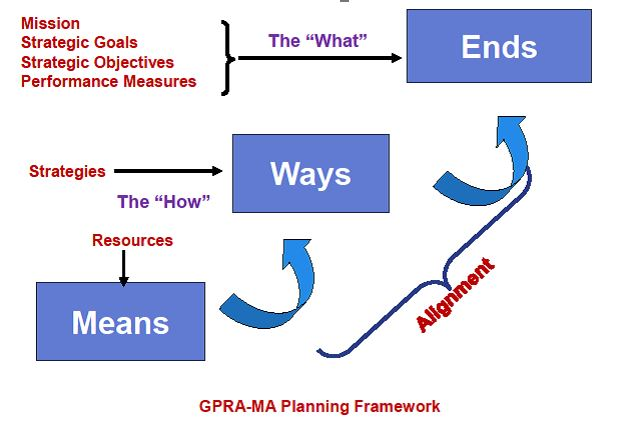 Mission
Strategic Goals
Strategic Objectives
Performance Measures
The “What”
Ends
Strategies
The “How”
Ways
Resources
Means
Alignment
GPRA-MA Planning Framework